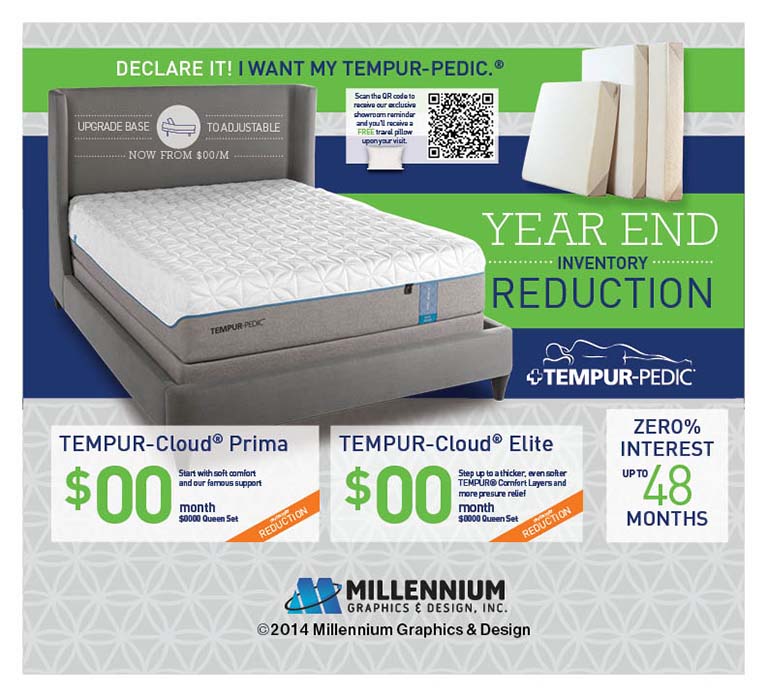 DECLARE IT! I WANT MY TEMPUR-PEDIC.®
Scan the QR code to
receive our exclusive
showroom reminder
and you'll receive a
FREE travel pillow
upon your visit.
UPGRADE BASE TO ADJUSTABLE
NOW FROM $00/M
YEAR END
INVENTORY
REDUCTION
TEMPUR-PEDIC
TEMPUR-PEDIC
TEMPUR-Cloud® Prima
$00
Start with soft comfort
and our famous support
month
$0000 Queen Set
REDUCTION
TEMPUR-Cloud® Elite
$00
Step up to a thicker, even softer
TEMPUR® Comfort Layers and
more presure relief
month
$0000 Queen Set
REDUCTION
ZERO%
INTEREST
UP TO 48
MONTHS
MILLENNIUM
GRAPHICS & DESIGN, INC.
©2014 Millennium Graphics & Design